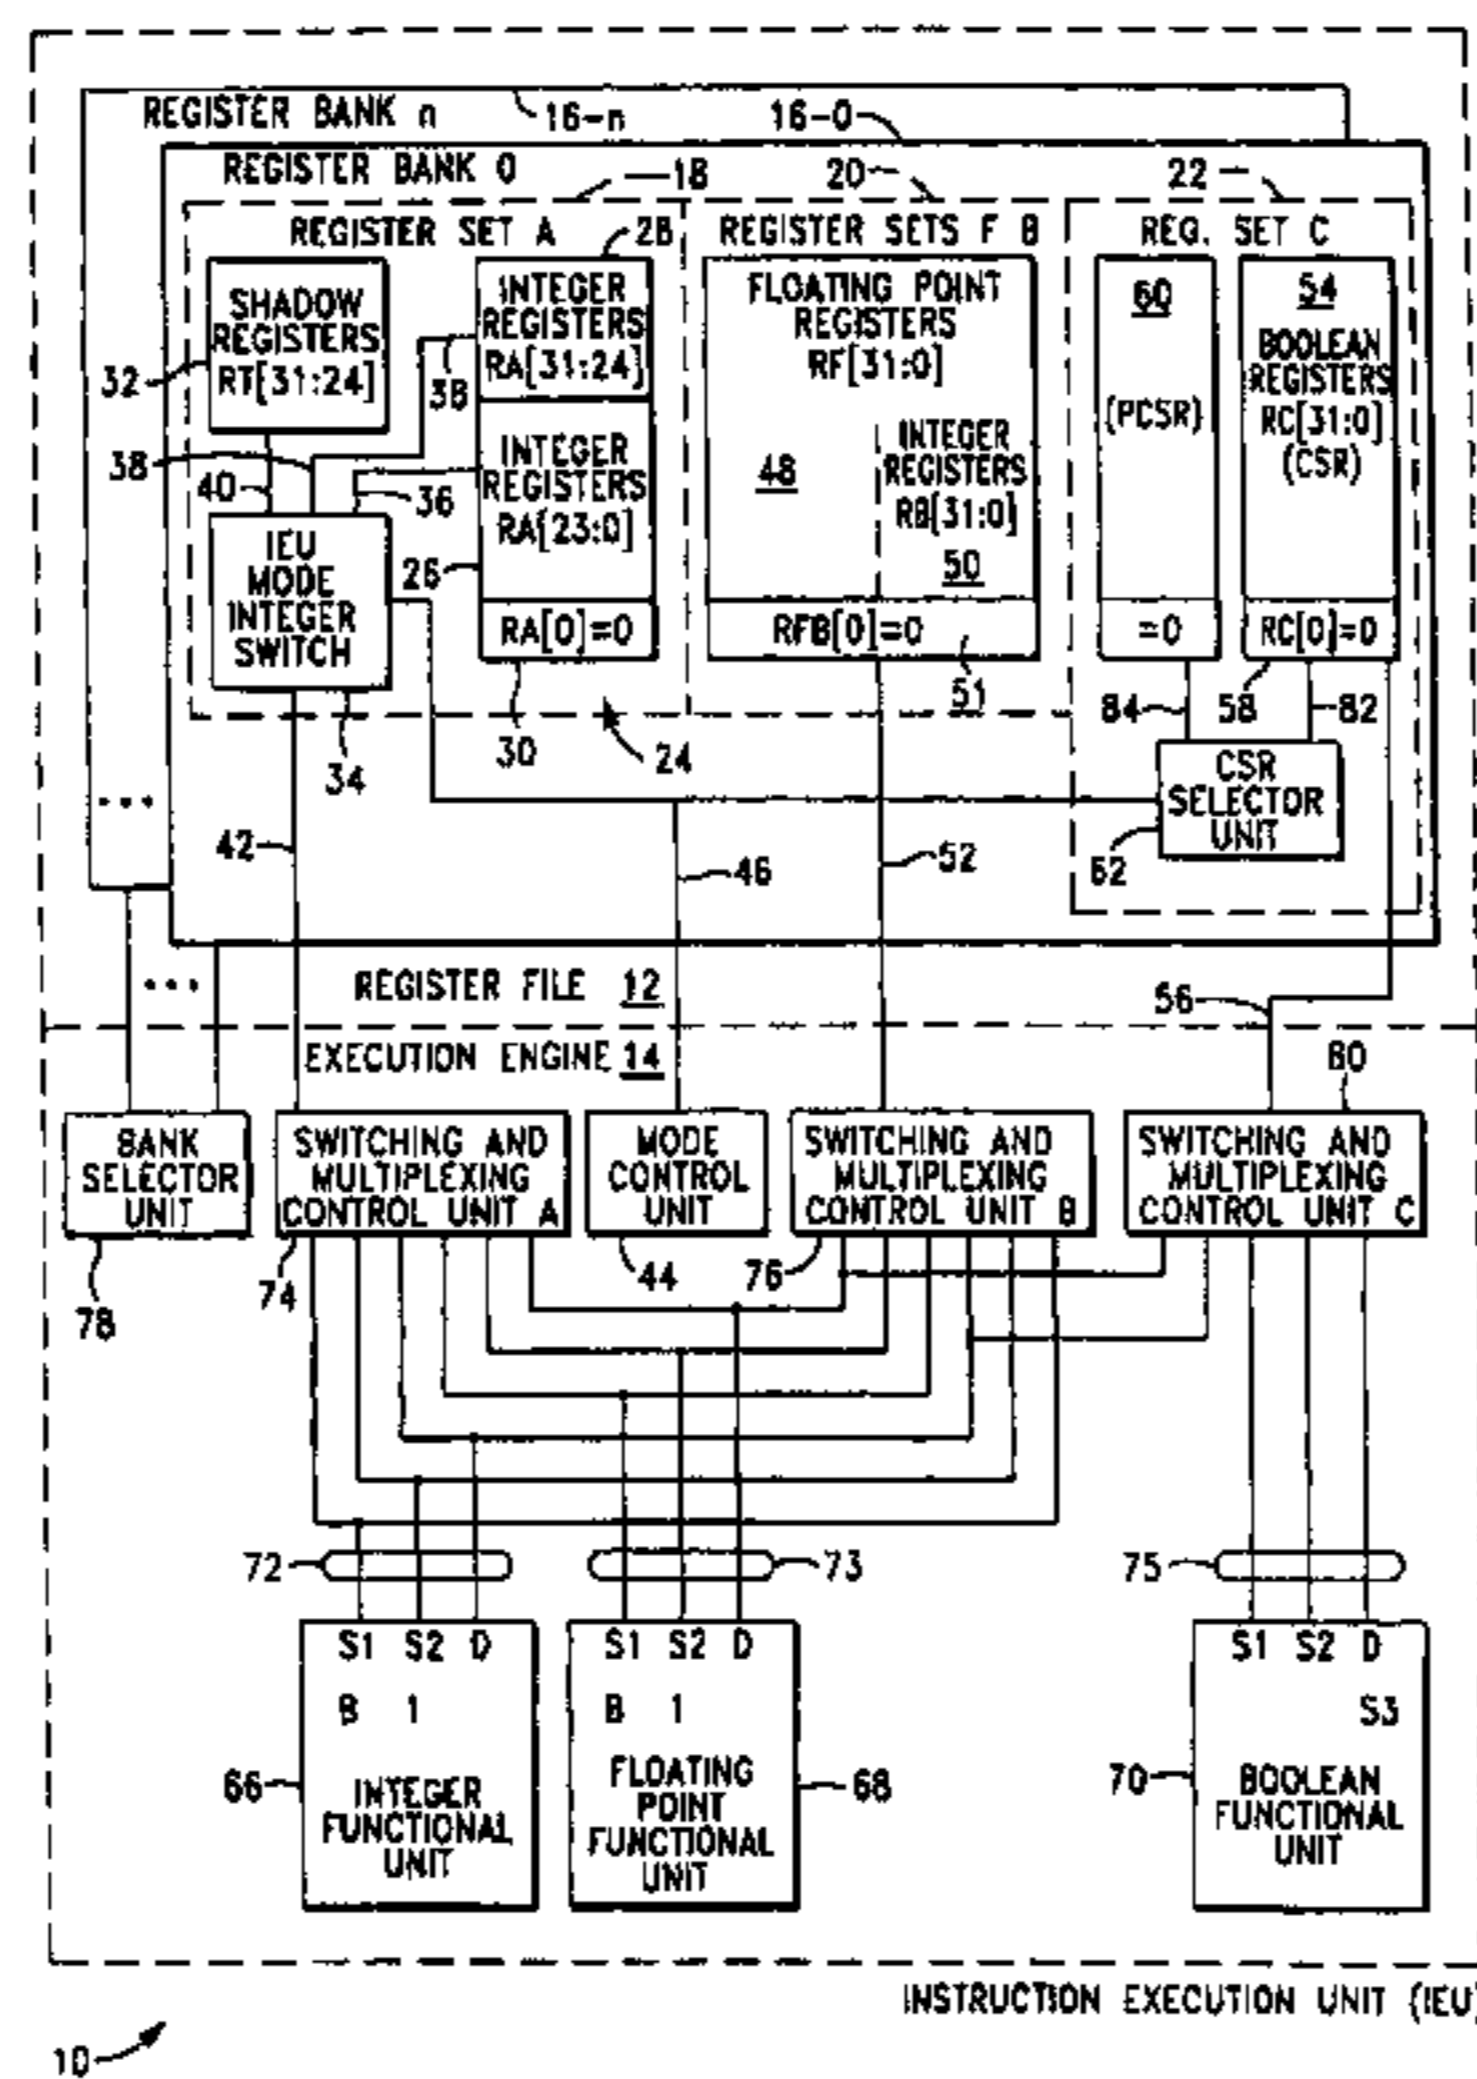 REGISTER BANK n
16-n
16-0
REGISTER BANK 0
18
20
22
REGISTER SET A
28
REGISTER SETS F B
REG. SET C
SHADOW
REGISTERS
RT[31:24]
32
INTEGER
REGISTERS
RA[31:24]
38
FLOATING POINT
REGISTERS
RF[31:0]
60
(PCSR)
54
BOOLEAN
REGISTERS
RC[31:0]
(CSR)
38
40
36
INTEGER
REGISTERS
RA[23:0]
48
INTEGER
REGISTERS
RB[31:0]
50
IEU
MODE
INTEGER
SWITCH
26
RA[0]=0
RFB[0]=0
=0
RC[0]=0
51
84
58
82
34
30
24
CSR
SELECTOR
UNIT
62
...
42
46
52
...
REGISTER FILE 12
56
EXECUTION ENGINE 14
80
BANK
SELECTOR
UNIT
SWITCHING AND
MULTIPLEXING
CONTROL UNIT A
MODE
CONTROL
UNIT
SWITCHING AND
MULTIPLEXING
CONTROL UNIT B
SWITCHING AND
MULTIPLEXING
CONTROL UNIT C
78
74
44
76
72
73
75
S1 S2 D
B 1
INTEGER
FUNCTIONAL
UNIT
66
S1 S2 D
B 1
FLOATING
POINT
FUNCTIONAL
UNIT
68
S1 S2 D
S3
BOOLEAN
FUNCTIONAL
UNIT
70
INSTRUCTION EXECUTION UNIT (IEU
10